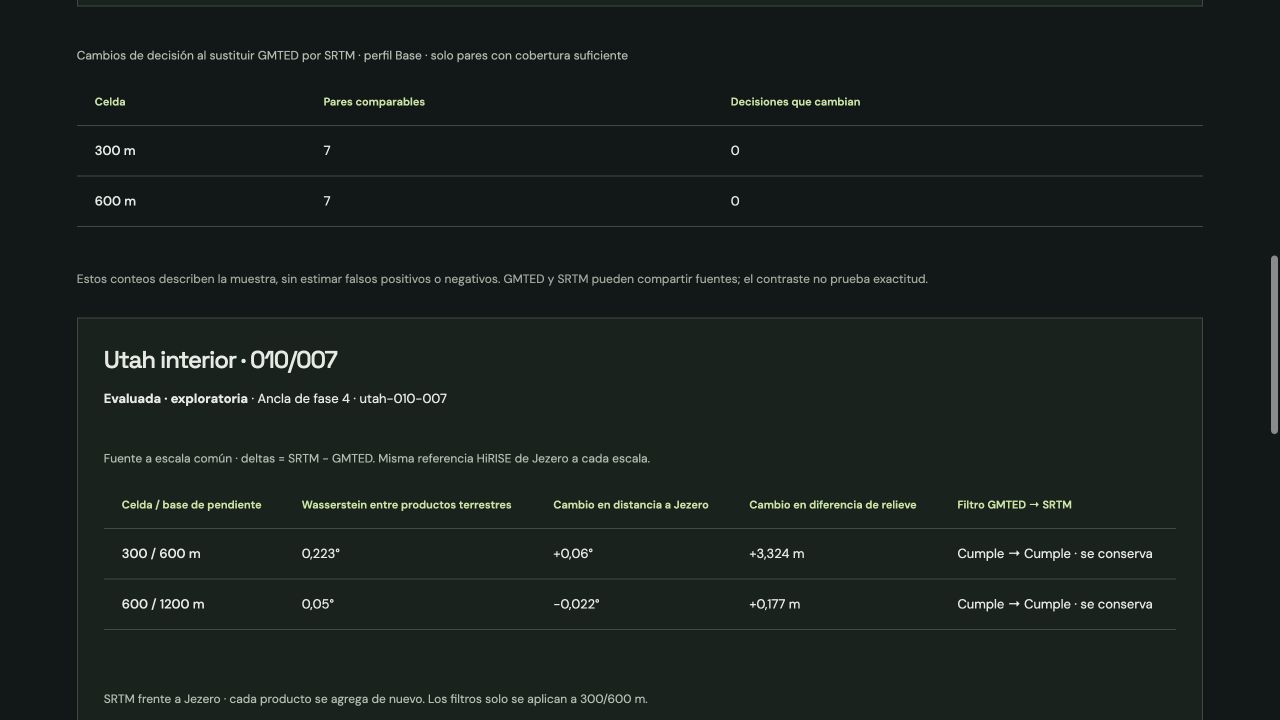 Cambios de decisión al sustituir GMTED por SRTM · perfil Base · solo pares con cobertura suficiente
Celda Pares comparables Decisiones que cambian
300 m 7 0
600 m 7 0
Estos conteos describen la muestra, sin estimar falsos positivos o negativos. GMTED y SRTM pueden compartir fuentes; el contraste no prueba exactitud.
Utah interior · 010/007
Evaluada · exploratoria · Ancla de fase 4 · utah-010-007
Fuente a escala común · deltas = SRTM − GMTED. Misma referencia HiRISE de Jezero a cada escala.
Celda / base de pendiente Wasserstein entre productos terrestres Cambio en distancia a Jezero Cambio en diferencia de relieve Filtro GMTED → SRTM
300 / 600 m 0,223° +0,06° +3,324 m Cumple → Cumple · se conserva
600 / 1200 m 0,05° −0,022° +0,177 m Cumple → Cumple · se conserva
SRTM frente a Jezero · cada producto se agrega de nuevo. Los filtros solo se aplican a 300/600 m.